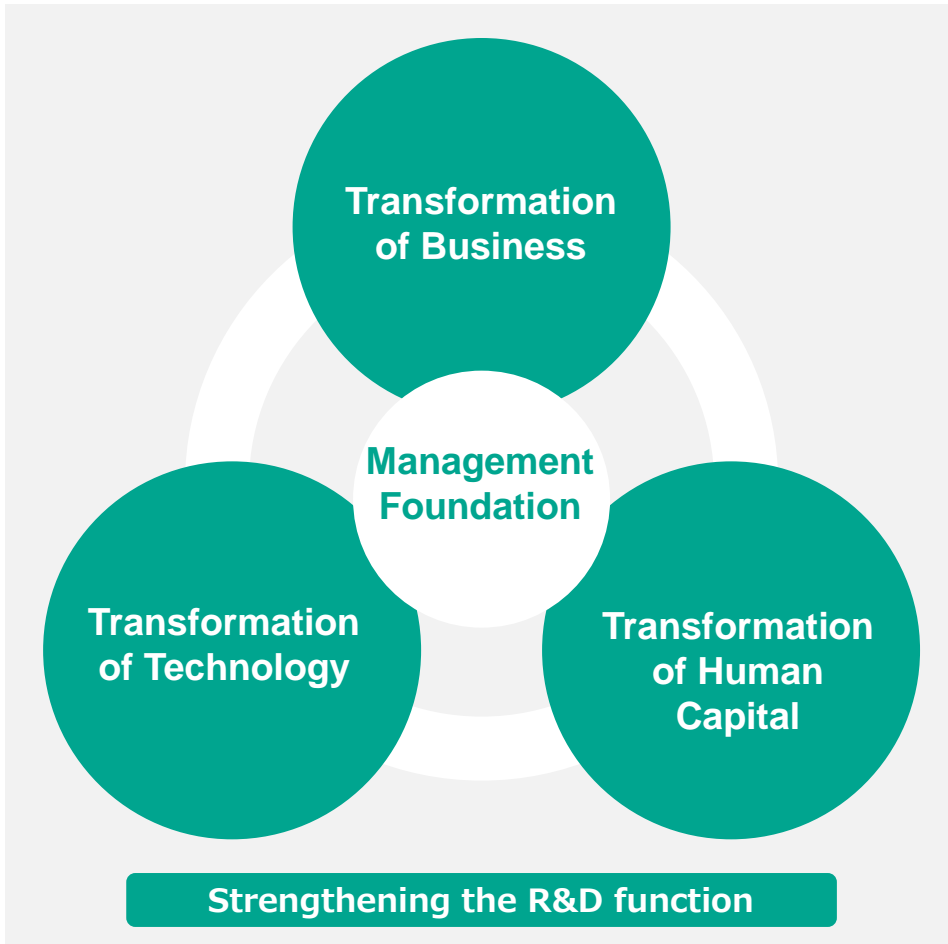 Transformation
of Business
Management
Foundation
Transformation
of Technology
Transformation
of Human
Capital
Strengthening the R&D function